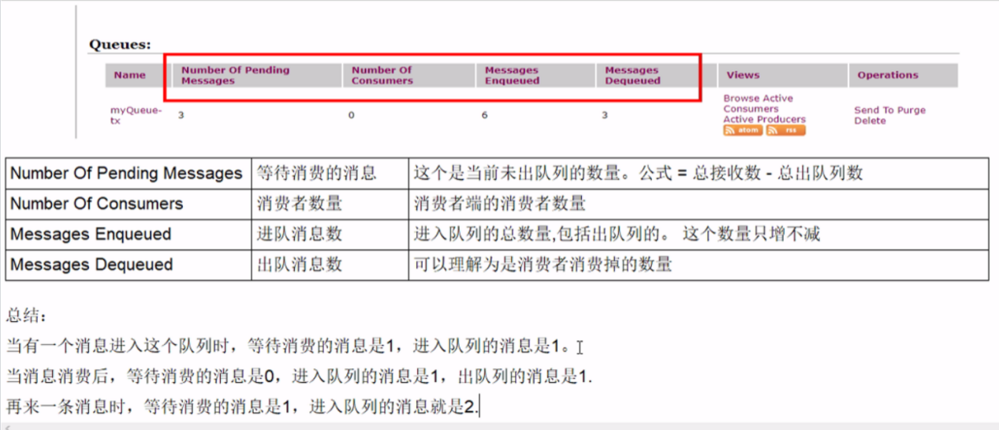 Queues:
Name Number Of Pending Messages Number Of Consumers Messages Enqueued Messages Dequeued Views Operations
myQueue-tx 3 0 6 3 Browse Active Consumers Active Producers atom rss Send To Purge Delete
Number Of Pending Messages 等待消费的消息 这个是当前未出队列的数量。公式 = 总接收数 - 总出队列数
Number Of Consumers 消费者数量 消费者端的消费者数量
Messages Enqueued 进队消息数 进入队列的总数量,包括出队列的。 这个数量只增不减
Messages Dequeued 出队消息数 可以理解为是消费者消费掉的数量
总结：
当有一个消息进入这个队列时，等待消费的消息是1，进入队列的消息是1。
当消息消费后，等待消费的消息是0，进入队列的消息是1，出队列的消息是1.
再来一条消息时，等待消费的消息是1，进入队列的消息就是2.